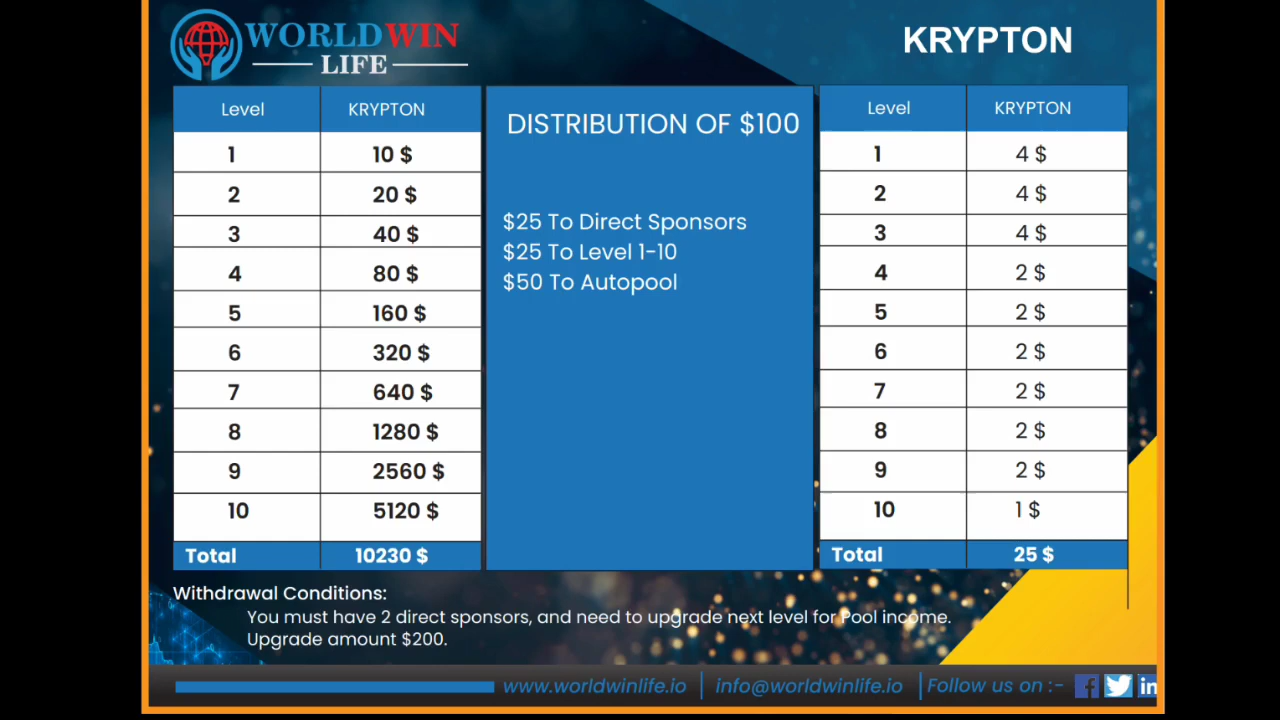 WORLDWIN
LIFE
KRYPTON
Level KRYPTON
1 10 $
2 20 $
3 40 $
4 80 $
5 160 $
6 320 $
7 640 $
8 1280 $
9 2560 $
10 5120 $
Total 10230 $
DISTRIBUTION OF $100
$25 To Direct Sponsors
$25 To Level 1-10
$50 To Autopool
Level KRYPTON
1 4 $
2 4 $
3 4 $
4 2 $
5 2 $
6 2 $
7 2 $
8 2 $
9 2 $
10 1 $
Total 25 $
Withdrawal Conditions:
You must have 2 direct sponsors, and need to upgrade next level for Pool income.
Upgrade amount $200.
www.worldwinlife.io | info@worldwinlife.io | Follow us on :- f in